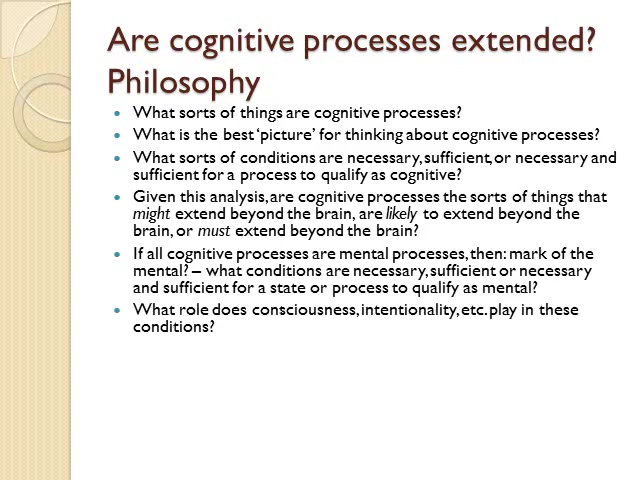 Are cognitive processes extended?
Philosophy
• What sorts of things are cognitive processes?
• What is the best ‘picture’ for thinking about cognitive processes?
• What sorts of conditions are necessary, sufficient, or necessary and
sufficient for a process to qualify as cognitive?
• Given this analysis, are cognitive processes the sorts of things that
might extend beyond the brain, are likely to extend beyond the
brain, or must extend beyond the brain?
• If all cognitive processes are mental processes, then: mark of the
mental? – what conditions are necessary, sufficient or necessary
and sufficient for a state or process to qualify as mental?
• What role does consciousness, intentionality, etc. play in these
conditions?